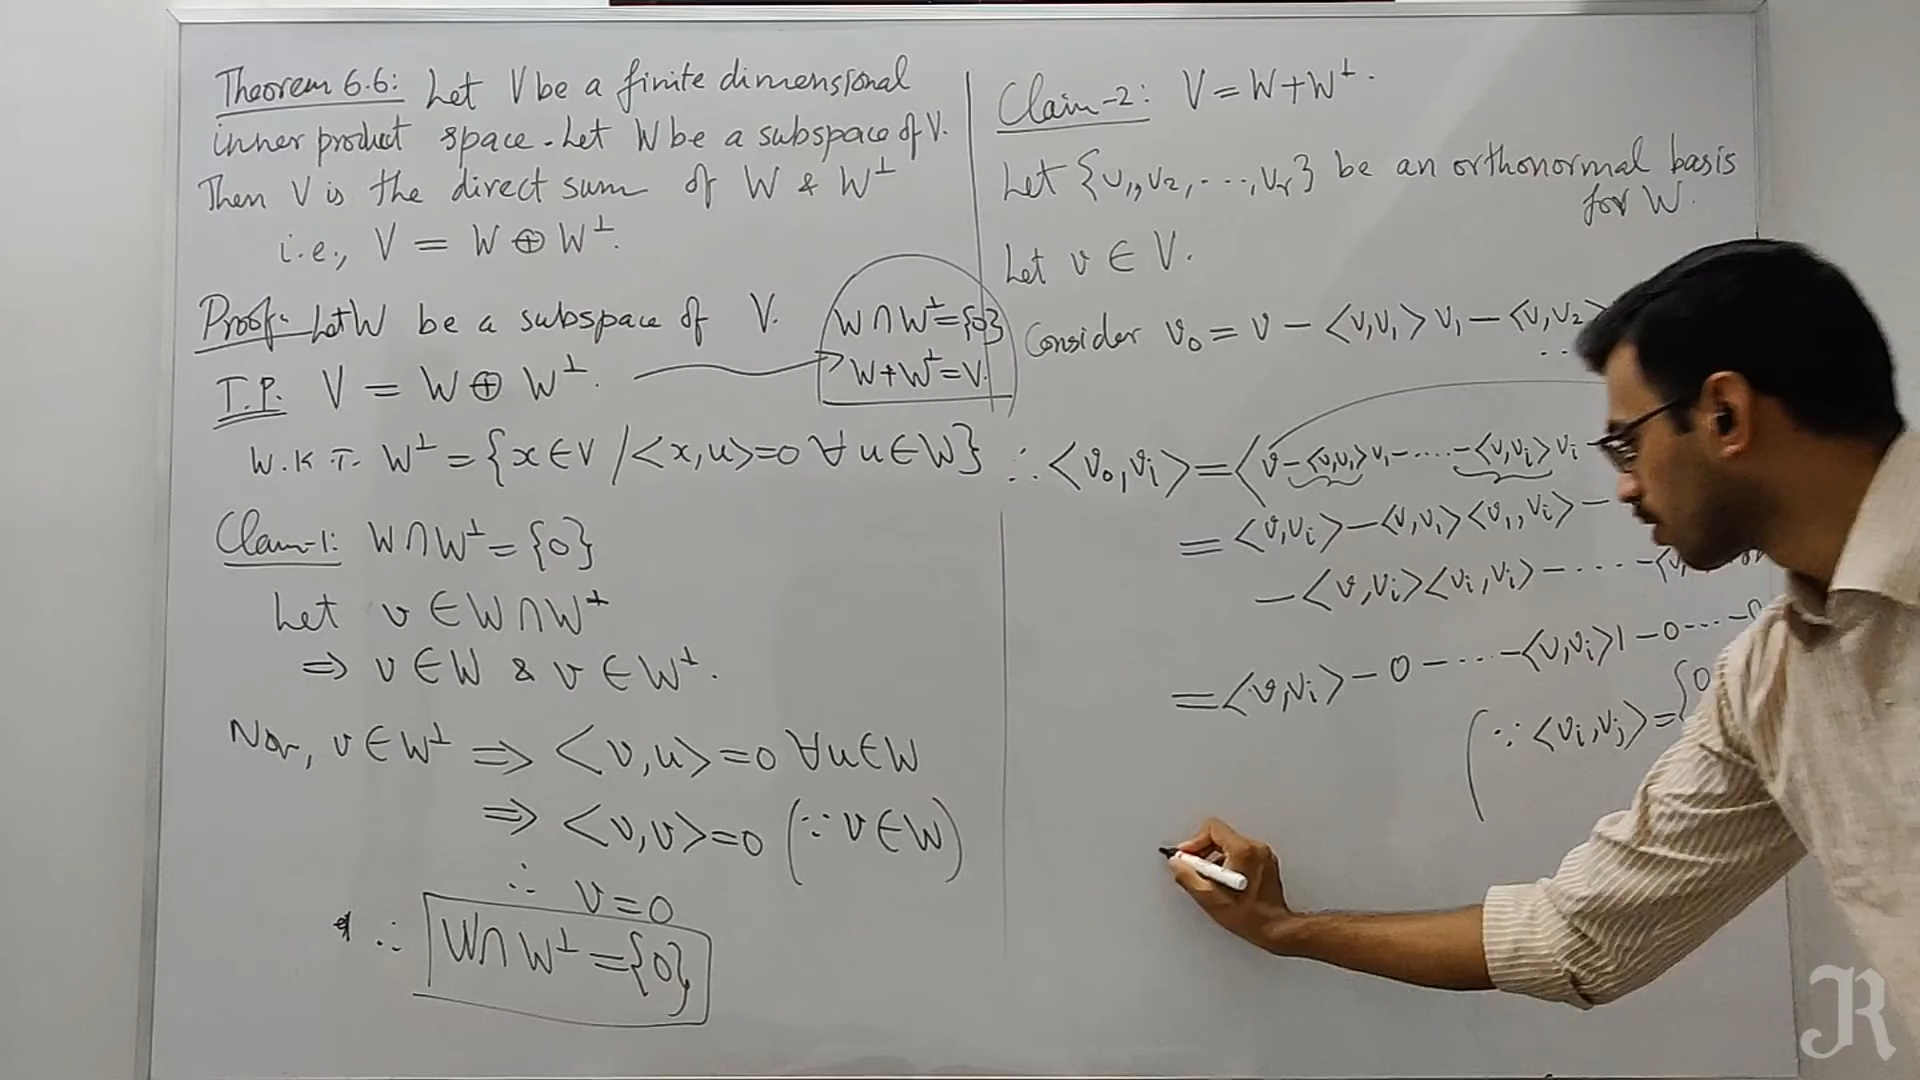 Theorem 6.6: Let V be a finite dimensional
inner product space. Let W be a subspace of V.
Then V is the direct sum of W & W⊥
i.e., V = W ⊕ W⊥.
Proof: Let W be a subspace of V.
T.P. V = W ⊕ W⊥.
W ∩ W⊥ = {0}
W + W⊥ = V.
W.K.T. W⊥ = {x ∈ V / <x, u> = 0 ∀ u ∈ W}
Claim-1: W ∩ W⊥ = {0}
Let v ∈ W ∩ W⊥
⇒ v ∈ W & v ∈ W⊥.
Now, v ∈ W⊥ ⇒ <v, u> = 0 ∀ u ∈ W
⇒ <v, v> = 0 (∵ v ∈ W)
∴ v = 0
∴ W ∩ W⊥ = {0}
Claim-2: V = W + W⊥.
Let {v₁, v₂, ..., vᵣ} be an orthonormal basis
for W.
Let v ∈ V.
Consider v₀ = v − <v, v₁> v₁ − <v, v₂>
∴ <v₀, vᵢ> = <v − <v, v₁> v₁ − .... − <v, vᵢ> vᵢ
= <v, vᵢ> − <v, v₁> <v₁, vᵢ> −
− <v, vᵢ> <vᵢ, vᵢ> − ... − <v,
= <v, vᵢ> − 0 − ... − <v, vᵢ> 1 − 0 ... −
(∵ <vᵢ, vⱼ> = {0
R